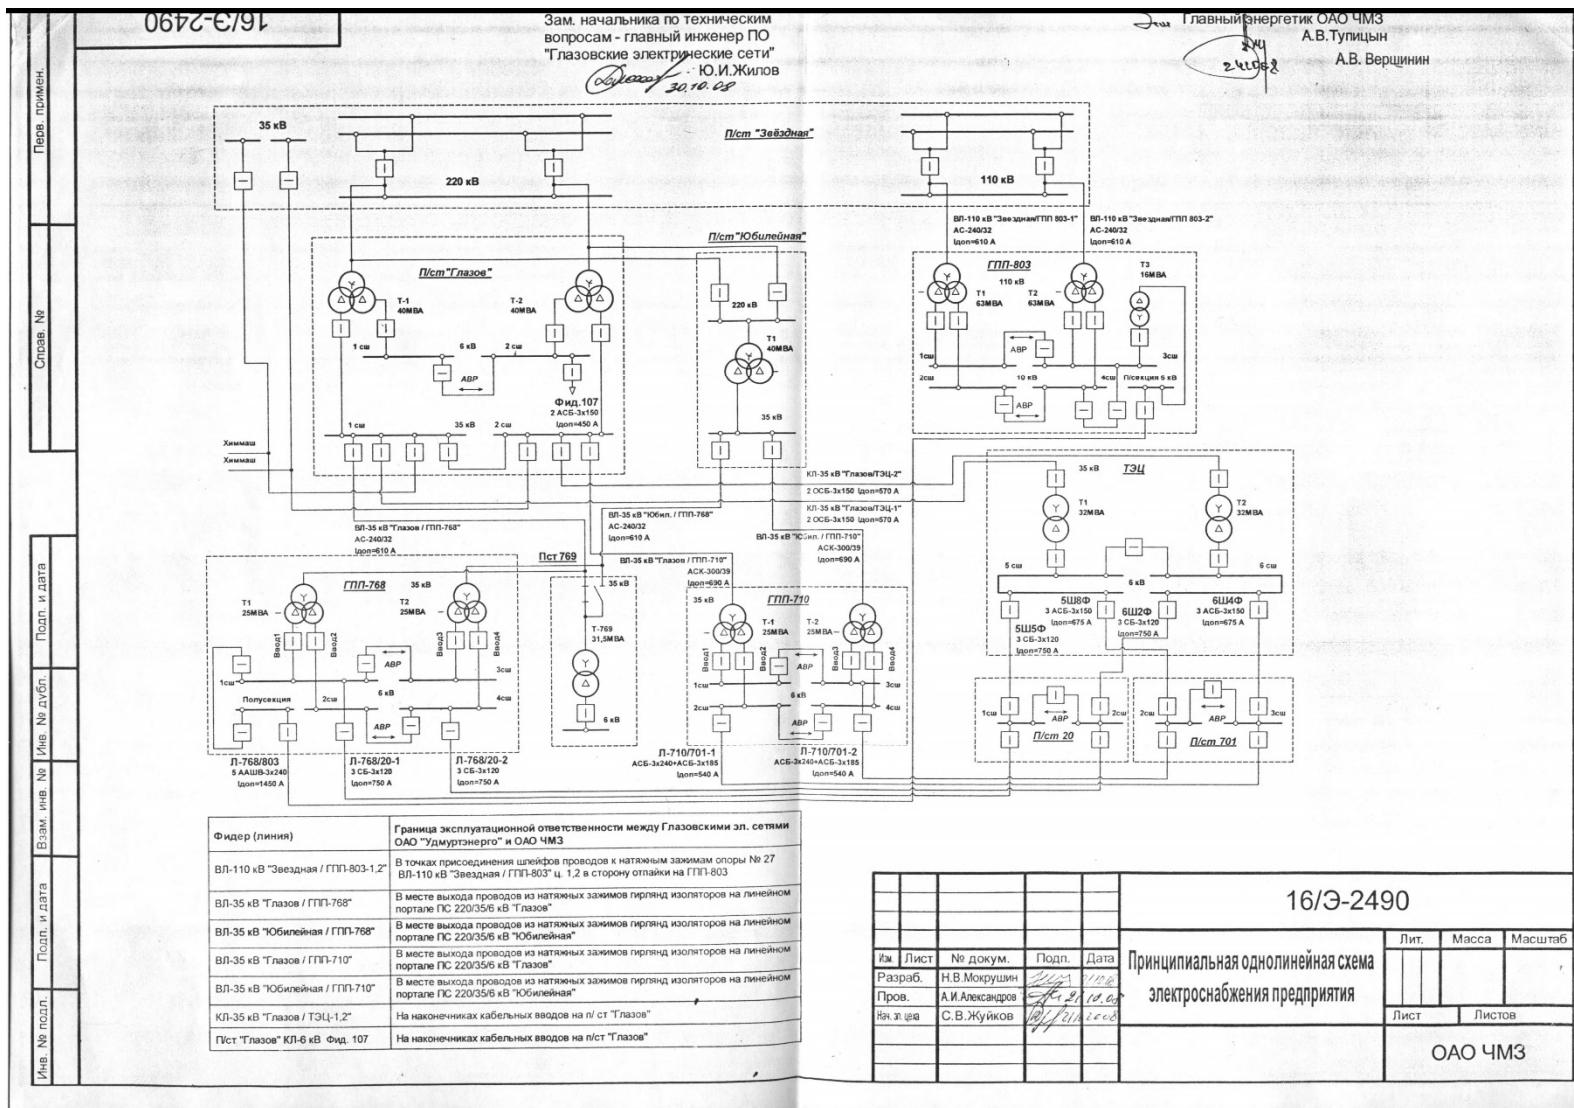 16/Э-2490
Зам. начальника по техническим
вопросам - главный инженер ПО
"Глазовские электрические сети"
Ю.И.Жилов
30.10.08
Главный энергетик ОАО ЧМЗ
А.В.Тупицын
А.В. Вершинин
Перв. примен.
Справ. №
Подп. и дата
Инв. № дубл.
Взам. инв. №
Подп. и дата
Инв. № подл.
35 кВ
П/ст "Звёздная"
220 кВ
110 кВ
ВЛ-110 кВ "Звездная/ГПП 803-1"
АС-240/32
Iдоп=610 А
ВЛ-110 кВ "Звездная/ГПП 803-2"
АС-240/32
Iдоп=610 А
П/ст "Глазов"
Т-1
40МВА
Т-2
40МВА
1 сш
6 кВ
2 сш
АВР
Фид.107
2 АСБ-3х150
Iдоп=450 А
1 сш
35 кВ
2 сш
Химмаш
Химмаш
П/ст"Юбилейная"
220 кВ
Т1
40МВА
35 кВ
ГПП-803
110 кВ
Т1
63МВА
Т2
63МВА
Т3
16МВА
1сш
АВР
3сш
2сш
10 кВ
4сш
П/секция 6 кВ
АВР
КЛ-35 кВ "Глазов/ТЭЦ-2"
2 ОСБ-3х150 Iдоп=570 А
КЛ-35 кВ "Глазов/ТЭЦ-1"
2 ОСБ-3х150 Iдоп=570 А
ТЭЦ
35 кВ
Т1
32МВА
Т2
32МВА
5 сш
6 кВ
6 сш
5Ш8Ф
3 АСБ-3х150
Iдоп=675 А
6Ш2Ф
3 СБ-3х120
Iдоп=750 А
6Ш4Ф
3 АСБ-3х150
Iдоп=675 А
5Ш5Ф
3 СБ-3х120
Iдоп=750 А
ВЛ-35 кВ "Глазов / ГПП-768"
АС-240/32
Iдоп=610 А
ВЛ-35 кВ "Юбил. / ГПП-768"
АС-240/32
Iдоп=610 А
ВЛ-35 кВ "Глазов / ГПП-710"
АСК-300/39
Iдоп=690 А
ВЛ-35 кВ "Юбил. / ГПП-710"
АСК-300/39
Iдоп=690 А
ГПП-768
35 кВ
Т1
25МВА
Т2
25МВА
Ввод1
Ввод2
Ввод3
Ввод4
АВР
1сш
3сш
6 кВ
Полусекция
2сш
4сш
АВР
Пст 769
35 кВ
Т-769
31,5МВА
6 кВ
ГПП-710
35 кВ
Т-1
25МВА
Т-2
25МВА
Ввод1
Ввод2
Ввод3
Ввод4
АВР
1сш
3сш
6 кВ
2сш
4сш
АВР
1сш
АВР
2сш
П/ст 20
2сш
АВР
3сш
П/ст 701
Л-768/803
5 ААШВ-3х240
Iдоп=1450 А
Л-768/20-1
3 СБ-3х120
Iдоп=750 А
Л-768/20-2
3 СБ-3х120
Iдоп=750 А
Л-710/701-1
АСБ-3х240+АСБ-3х185
Iдоп=540 А
Л-710/701-2
АСБ-3х240+АСБ-3х185
Iдоп=540 А
Фидер (линия)
Граница эксплуатационной ответственности между Глазовскими эл. сетями
ОАО "Удмуртэнерго" и ОАО ЧМЗ
ВЛ-110 кВ "Звездная / ГПП-803-1,2"
В точках присоединения шлейфов проводов к натяжным зажимам опоры № 27
ВЛ-110 кВ "Звездная / ГПП-803" ц. 1,2 в сторону отпайки на ГПП-803
ВЛ-35 кВ "Глазов / ГПП-768"
В месте выхода проводов из натяжных зажимов гирлянд изоляторов на линейном
портале ПС 220/35/6 кВ "Глазов"
ВЛ-35 кВ "Юбилейная / ГПП-768"
В месте выхода проводов из натяжных зажимов гирлянд изоляторов на линейном
портале ПС 220/35/6 кВ "Юбилейная"
ВЛ-35 кВ "Глазов / ГПП-710"
В месте выхода проводов из натяжных зажимов гирлянд изоляторов на линейном
портале ПС 220/35/6 кВ "Глазов"
ВЛ-35 кВ "Юбилейная / ГПП-710"
В месте выхода проводов из натяжных зажимов гирлянд изоляторов на линейном
портале ПС 220/35/6 кВ "Юбилейная"
КЛ-35 кВ "Глазов / ТЭЦ-1,2"
На наконечниках кабельных вводов на п/ ст "Глазов"
П/ст "Глазов" КЛ-6 кВ Фид. 107
На наконечниках кабельных вводов на п/ст "Глазов"
16/Э-2490
Изм. Лист № докум. Подп. Дата
Разраб. Н.В.Мокрушин
Пров. А.И.Александров
Нач. эл. цеха С.В.Жуйков
Принципиальная однолинейная схема
электроснабжения предприятия
Лит. Масса Масштаб
Лист Листов
ОАО ЧМЗ